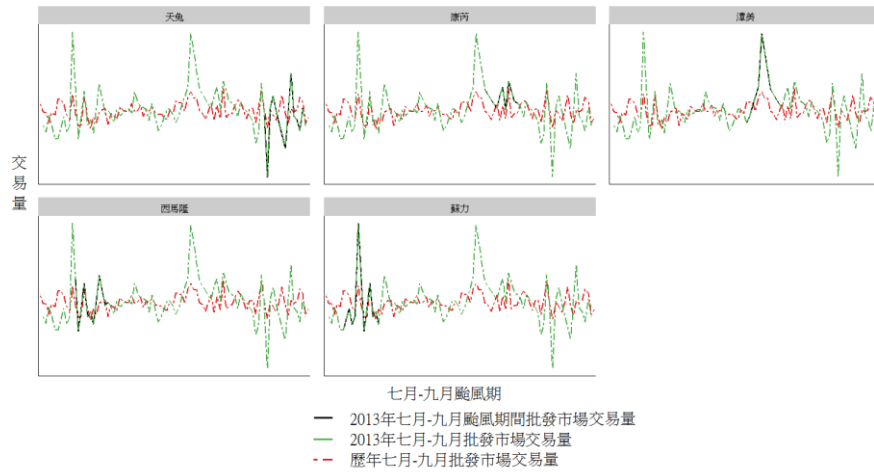 天兔
康芮
潭美
交易量
西馬隆
蘇力
七月-九月颱風期
2013年七月-九月颱風期間批發市場交易量
2013年七月-九月批發市場交易量
歷年七月-九月批發市場交易量